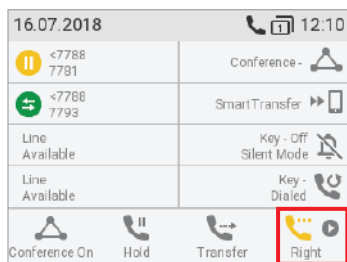 16.07.2018 1 12:10
<7788
7781
Conference -
<7788
7793
SmartTransfer
Line
Available
Key - Off
Silent Mode
Line
Available
Key -
Dialed
Conference On Hold Transfer Right